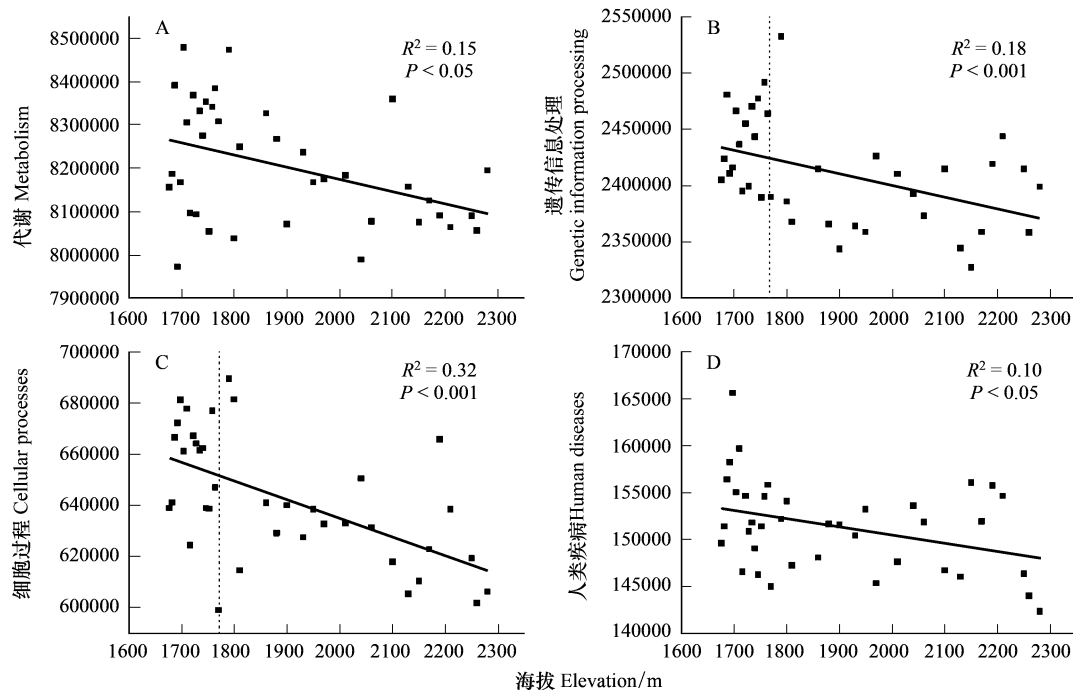 A
R² = 0.15
P < 0.05
代谢 Metabolism
8500000
8400000
8300000
8200000
8100000
8000000
7900000
1600 1700 1800 1900 2000 2100 2200 2300
B
R² = 0.18
P < 0.001
遗传信息处理
Genetic information processing
2550000
2500000
2450000
2400000
2350000
2300000
1600 1700 1800 1900 2000 2100 2200 2300
C
R² = 0.32
P < 0.001
细胞过程 Cellular processes
700000
680000
660000
640000
620000
600000
1600 1700 1800 1900 2000 2100 2200 2300
D
R² = 0.10
P < 0.05
人类疾病Human diseases
170000
165000
160000
155000
150000
145000
140000
1600 1700 1800 1900 2000 2100 2200 2300
海拔 Elevation/m